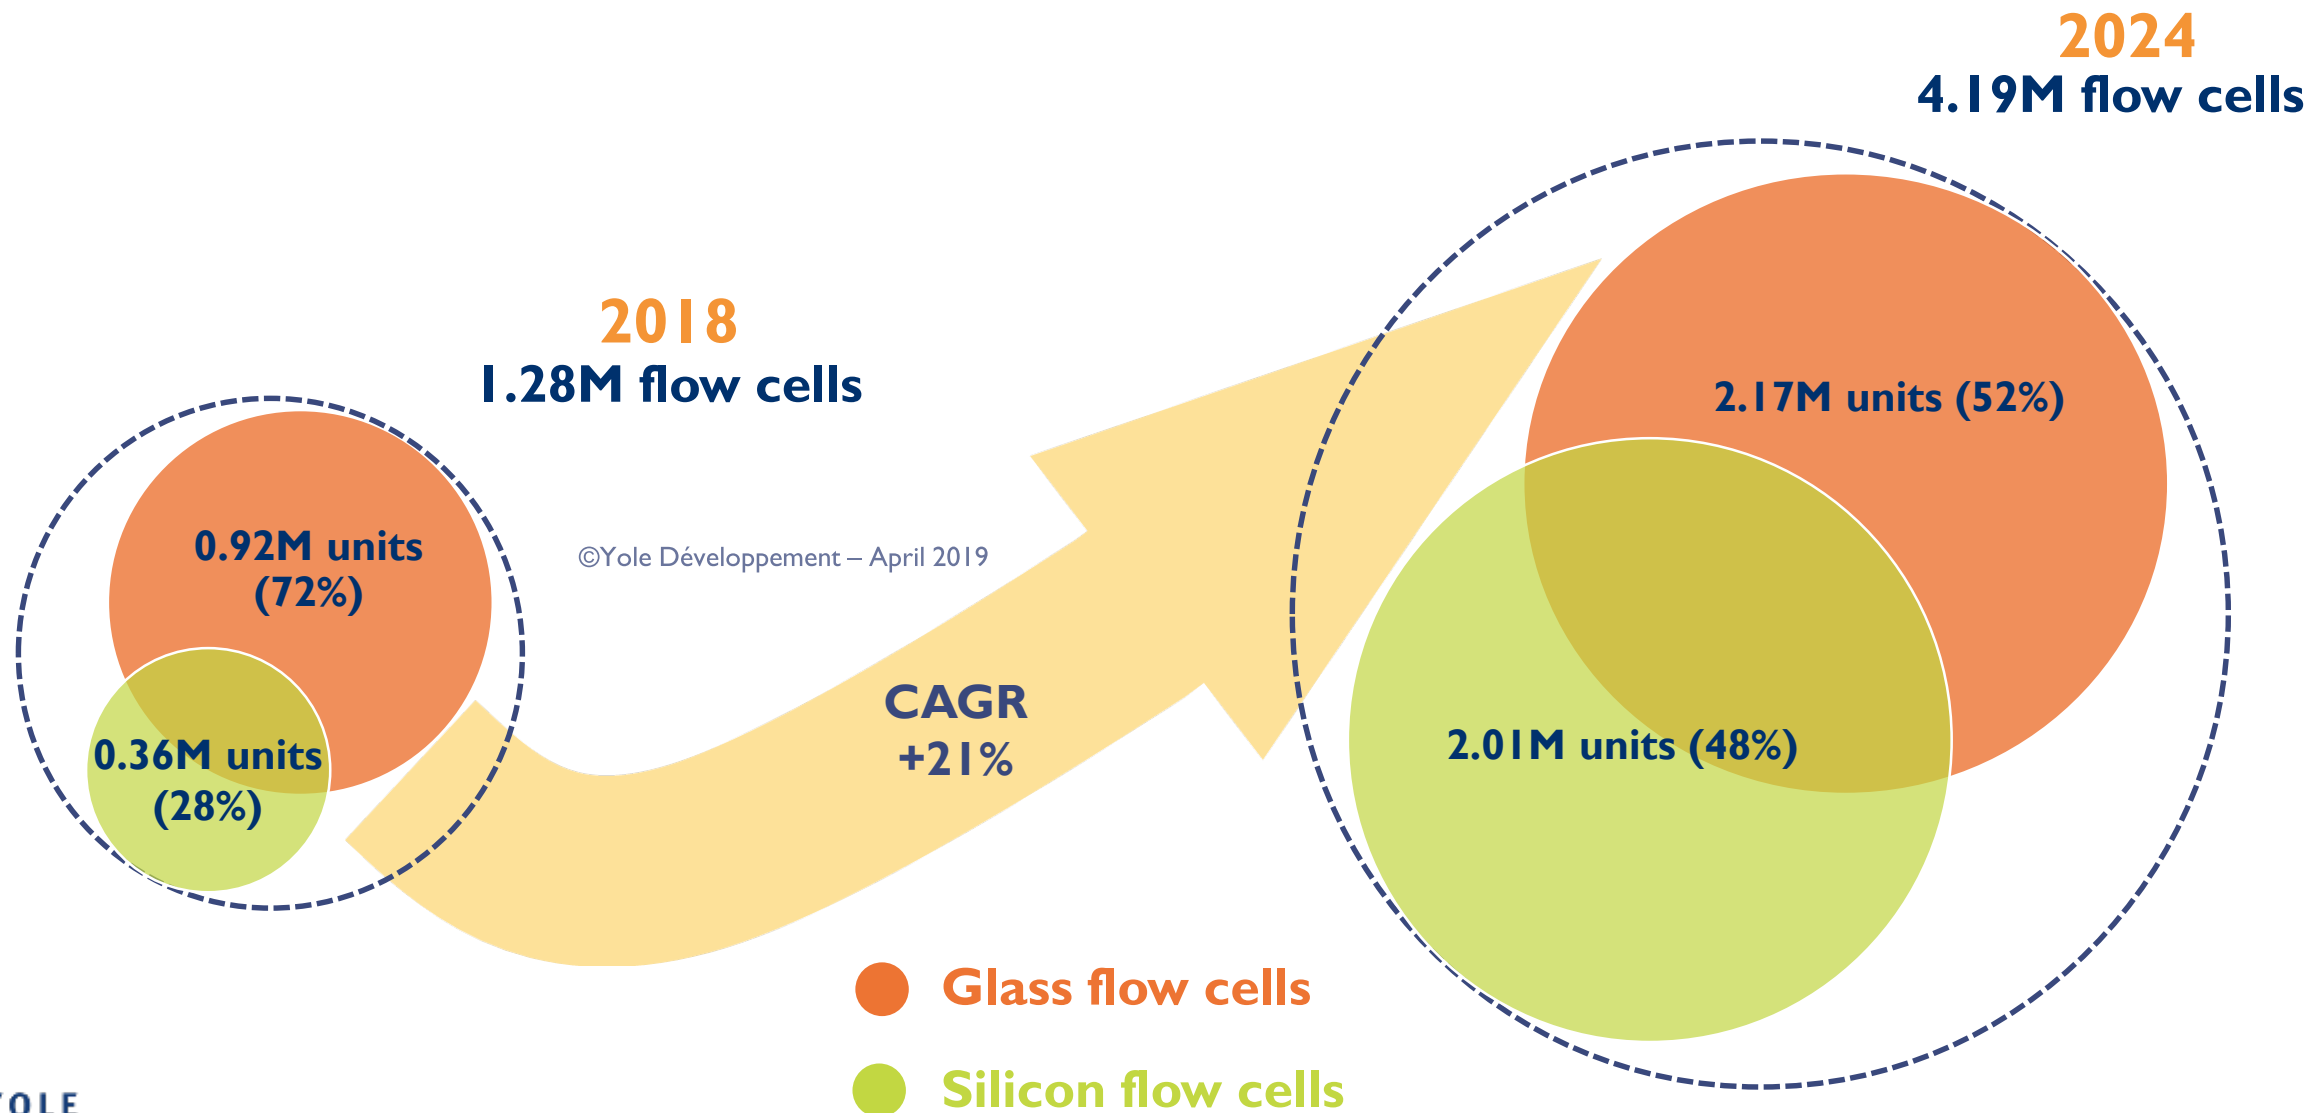 2024
4.19M flow cells
2018
1.28M flow cells
2.17M units (52%)
0.92M units
(72%)
©Yole Développement – April 2019
CAGR
+21%
2.01M units (48%)
0.36M units
(28%)
Glass flow cells
Silicon flow cells
YOLE